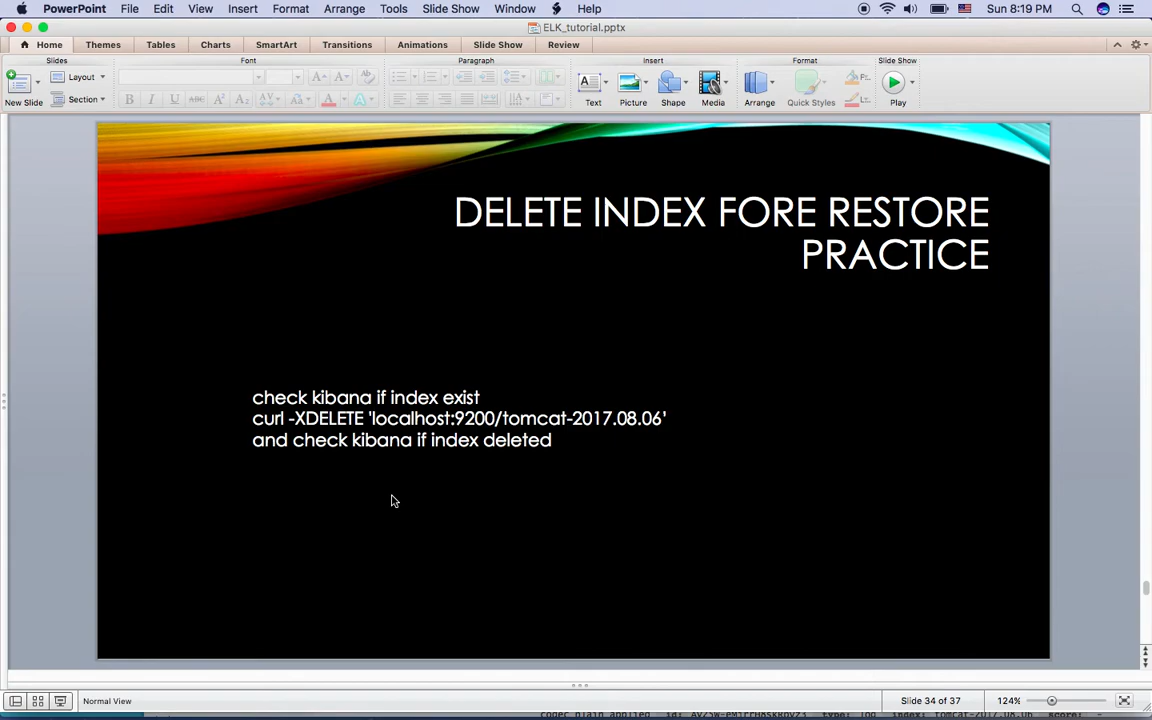 PowerPoint File Edit View Insert Format Arrange Tools Slide Show Window Help Sun 8:19 PM
ELK_tutorial.pptx
Home Themes Tables Charts SmartArt Transitions Animations Slide Show Review
Slides Font Paragraph Insert Format Slide Show
Layout
Section
New Slide Text Picture Shape Media Arrange Quick Styles Play
DELETE INDEX FORE RESTORE
PRACTICE
check kibana if index exist
curl -XDELETE 'localhost:9200/tomcat-2017.08.06'
and check kibana if index deleted
Normal View Slide 34 of 37 124%